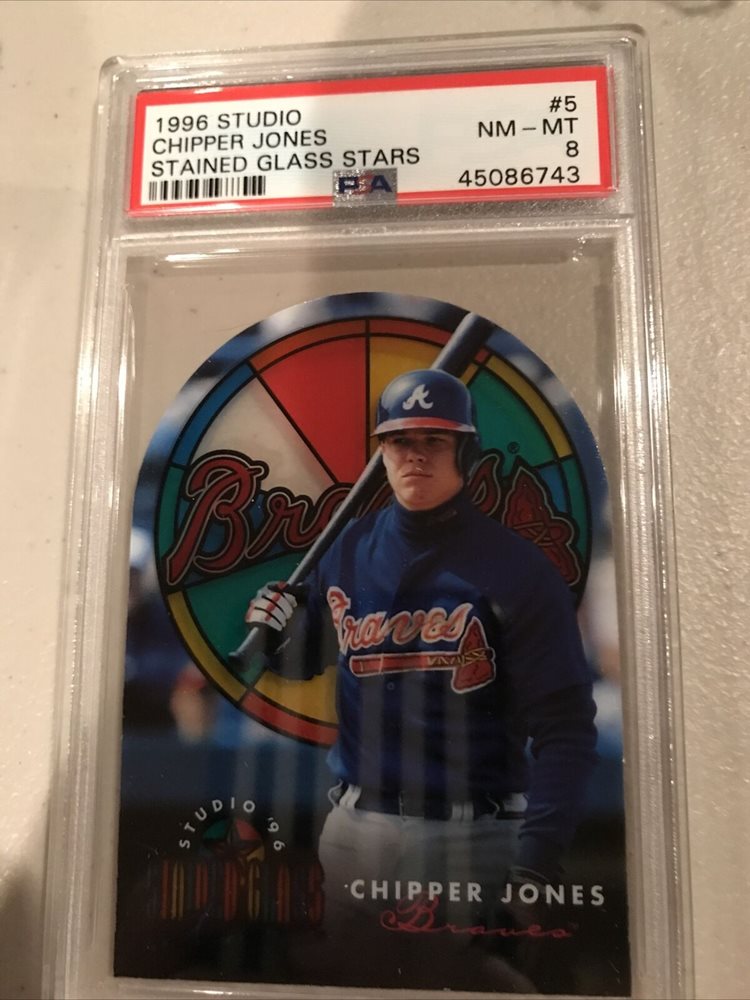 1996 STUDIO #5
CHIPPER JONES NM - MT
STAINED GLASS STARS 8
PSA 45086743
A
Braves ®
Braves
STUDIO '96
CHIPPER JONES
Braves